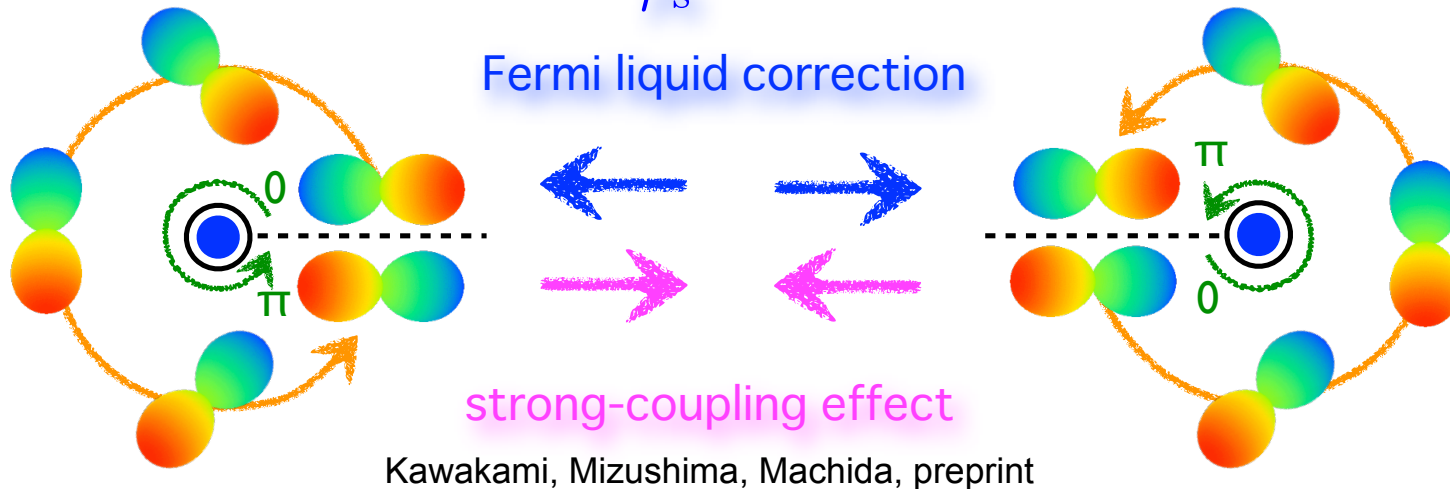 Fermi liquid correction
0
π
π
0
strong-coupling effect
Kawakami, Mizushima, Machida, preprint